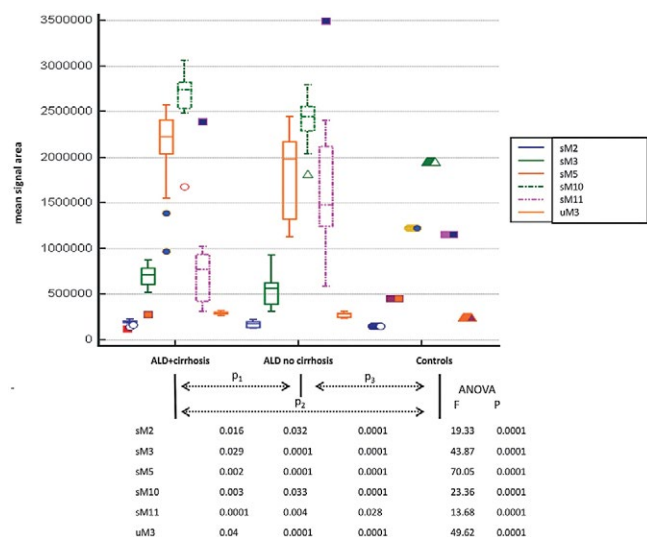 mean signal area
3500000
3000000
2500000
2000000
1500000
1000000
500000
0
sM2
sM3
sM5
sM10
sM11
uM3
ALD+cirrhosis ALD no cirrhosis Controls
p1 p3 ANOVA
p2 F P
sM2 0.016 0.032 0.0001 19.33 0.0001
sM3 0.029 0.0001 0.0001 43.87 0.0001
sM5 0.002 0.0001 0.0001 70.05 0.0001
sM10 0.003 0.033 0.0001 23.36 0.0001
sM11 0.0001 0.004 0.028 13.68 0.0001
uM3 0.04 0.0001 0.0001 49.62 0.0001